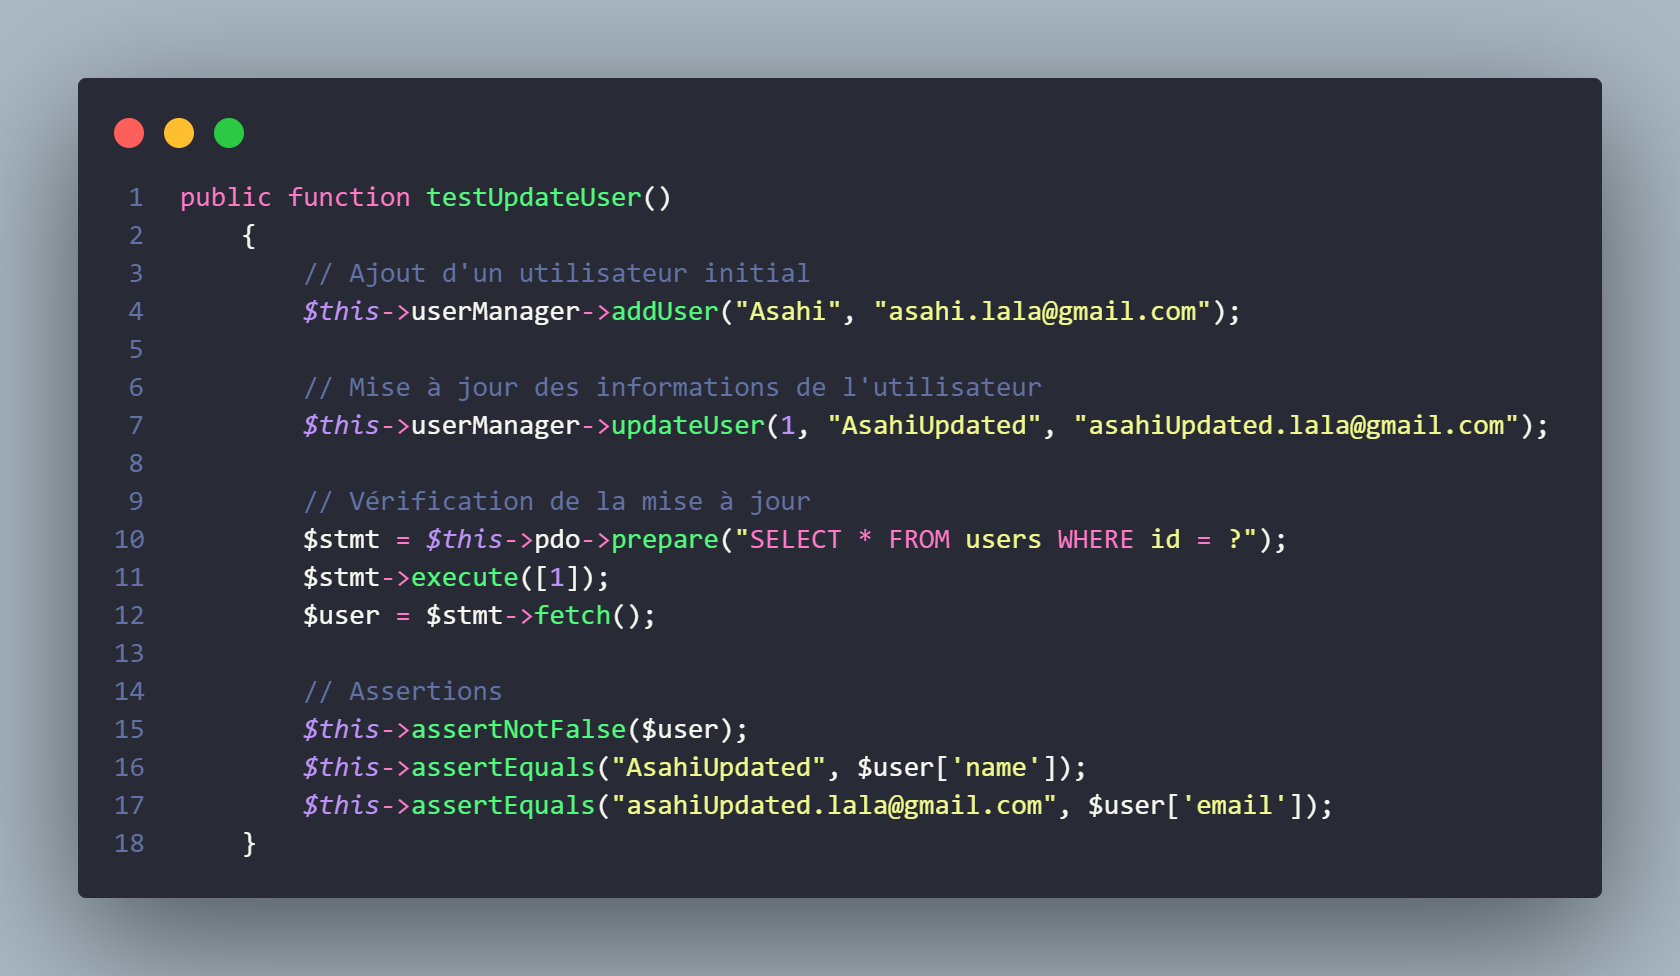 1 public function testUpdateUser()
2 {
3 // Ajout d'un utilisateur initial
4 $this->userManager->addUser("Asahi", "asahi.lala@gmail.com");
5
6 // Mise à jour des informations de l'utilisateur
7 $this->userManager->updateUser(1, "AsahiUpdated", "asahiUpdated.lala@gmail.com");
8
9 // Vérification de la mise à jour
10 $stmt = $this->pdo->prepare("SELECT * FROM users WHERE id = ?");
11 $stmt->execute([1]);
12 $user = $stmt->fetch();
13
14 // Assertions
15 $this->assertNotFalse($user);
16 $this->assertEquals("AsahiUpdated", $user['name']);
17 $this->assertEquals("asahiUpdated.lala@gmail.com", $user['email']);
18 }